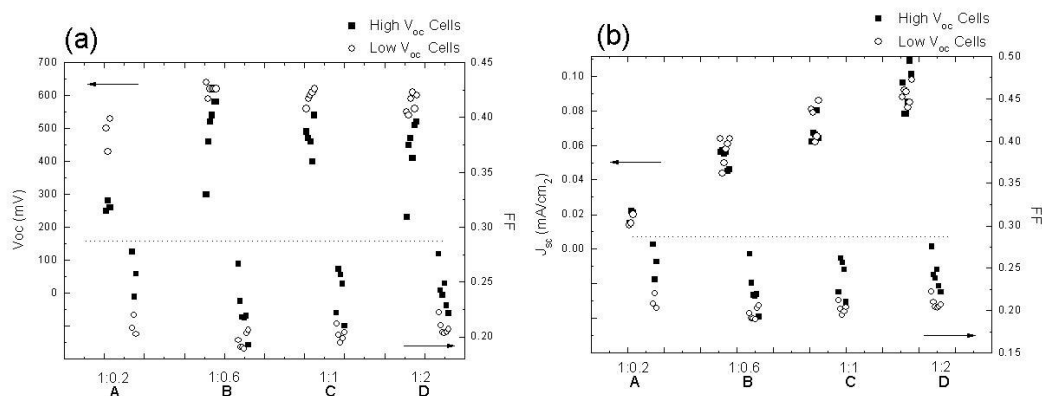 (a)
High Voc Cells
Low Voc Cells
700
600
500
400
300
200
100
0
Voc (mV)
0.45
0.40
0.35
0.30
0.25
0.20
FF
1:0.2 1:0.6 1:1 1:2
A B C D
(b)
High Voc Cells
Low Voc Cells
0.10
0.08
0.06
0.04
0.02
0.00
Jsc (mA/cm2)
0.50
0.45
0.40
0.35
0.30
0.25
0.20
0.15
FF
1:0.2 1:0.6 1:1 1:2
A B C D